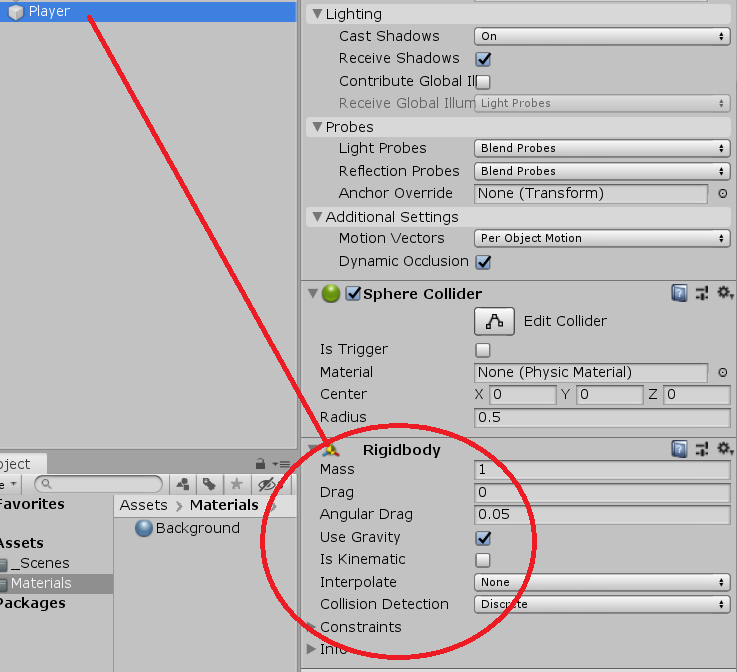 Player
Lighting
Cast Shadows On
Receive Shadows
Contribute Global Il
Receive Global Illum Light Probes
Probes
Light Probes Blend Probes
Reflection Probes Blend Probes
Anchor Override None (Transform)
Additional Settings
Motion Vectors Per Object Motion
Dynamic Occlusion
Sphere Collider
Edit Collider
Is Trigger
Material None (Physic Material)
Center X 0 Y 0 Z 0
Radius 0.5
Rigidbody
Mass 1
Drag 0
Angular Drag 0.05
Use Gravity
Is Kinematic
Interpolate None
Collision Detection Discrete
Constraints
Info
oject
e
avorites
Assets
_Scenes
Materials
Packages
Assets > Materials
Background